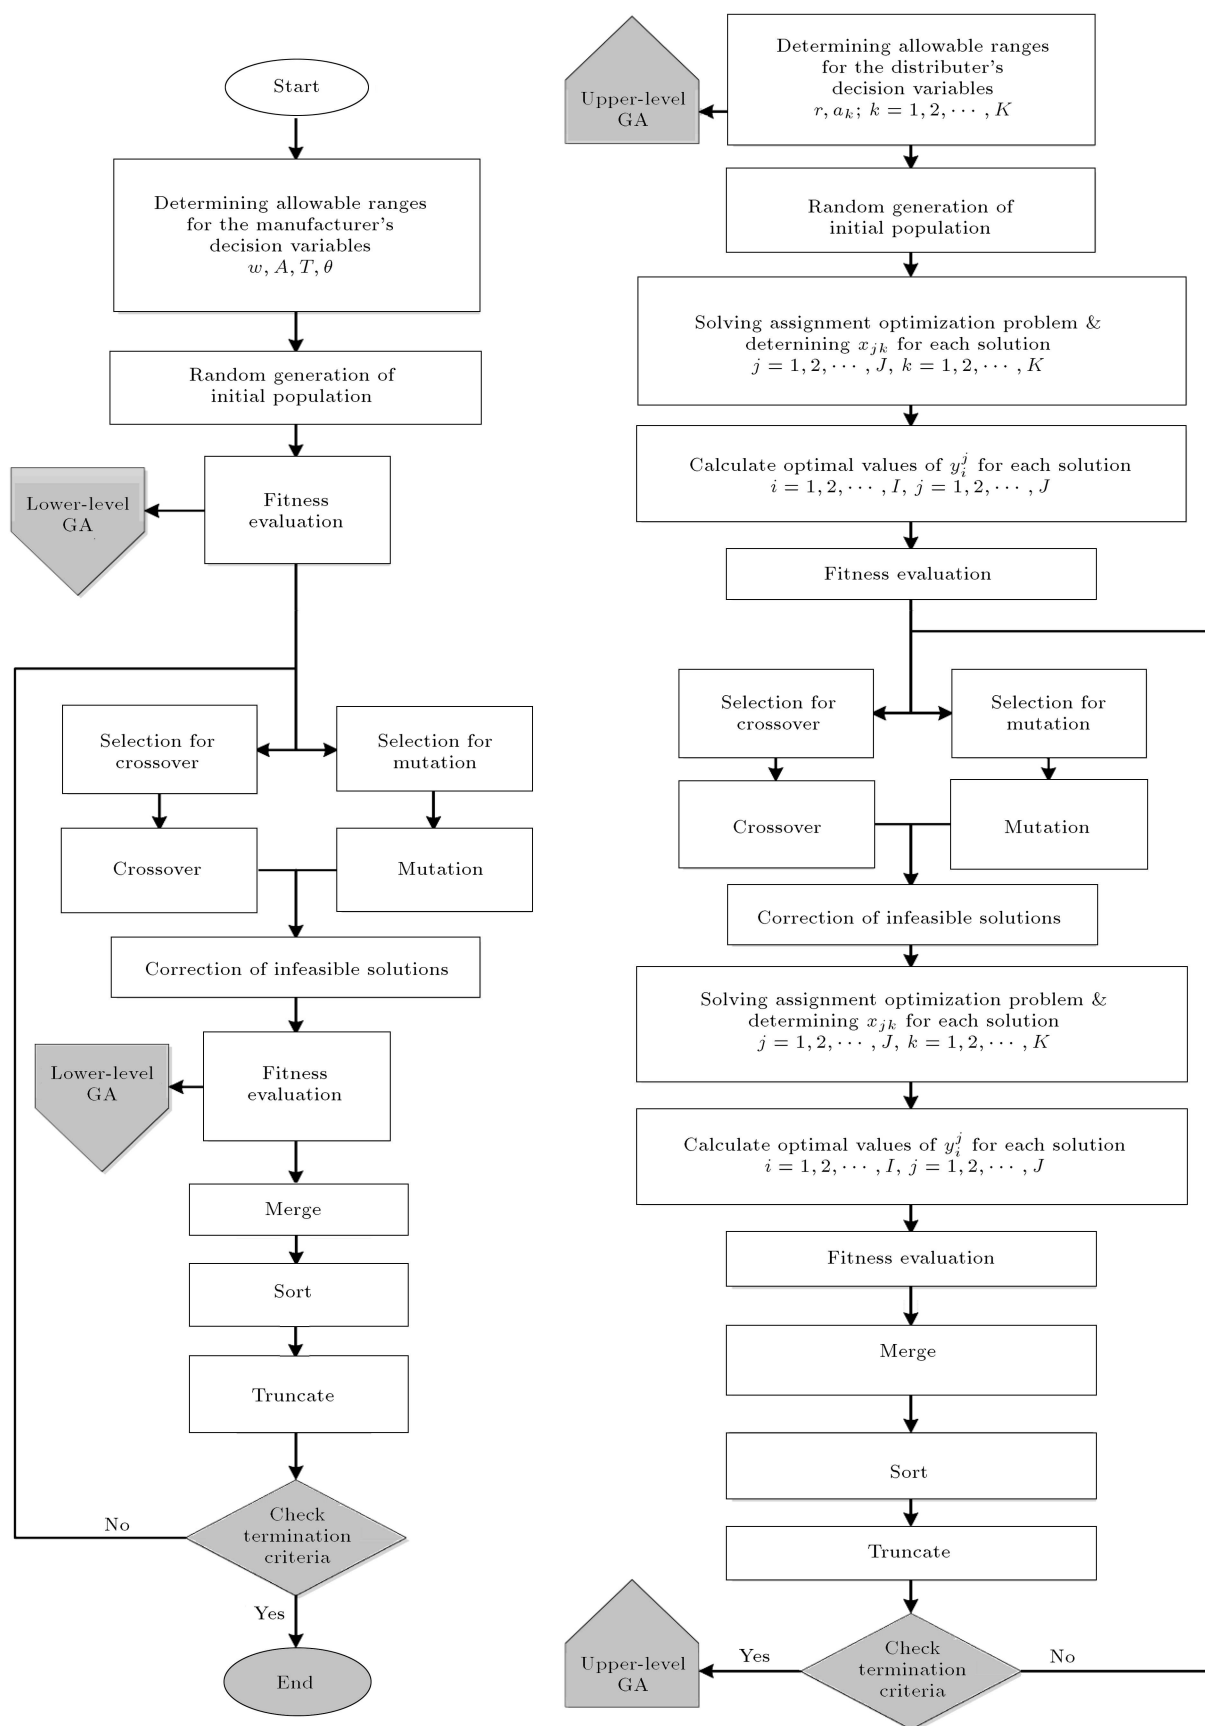 Start
Determining allowable ranges
for the manufacturer's
decision variables
w, A, T, θ
Random generation of
initial population
Fitness
evaluation
Lower-level
GA
Selection for
crossover
Selection for
mutation
Crossover
Mutation
Correction of infeasible solutions
Fitness
evaluation
Lower-level
GA
Merge
Sort
Truncate
Check
termination
criteria
No
Yes
End
Upper-level
GA
Determining allowable ranges
for the distributer's
decision variables
r, a_k; k = 1, 2, ⋯ , K
Random generation of
initial population
Solving assignment optimization problem &
deternining x_{jk} for each solution
j = 1, 2, ⋯ , J, k = 1, 2, ⋯ , K
Calculate optimal values of y_i^j for each solution
i = 1, 2, ⋯ , I, j = 1, 2, ⋯ , J
Fitness evaluation
Selection for
crossover
Selection for
mutation
Crossover
Mutation
Correction of infeasible solutions
Solving assignment optimization problem &
determining x_{jk} for each solution
j = 1, 2, ⋯ , J, k = 1, 2, ⋯ , K
Calculate optimal values of y_i^j for each solution
i = 1, 2, ⋯ , I, j = 1, 2, ⋯ , J
Fitness evaluation
Merge
Sort
Truncate
Upper-level
GA
Yes
Check
termination
criteria
No